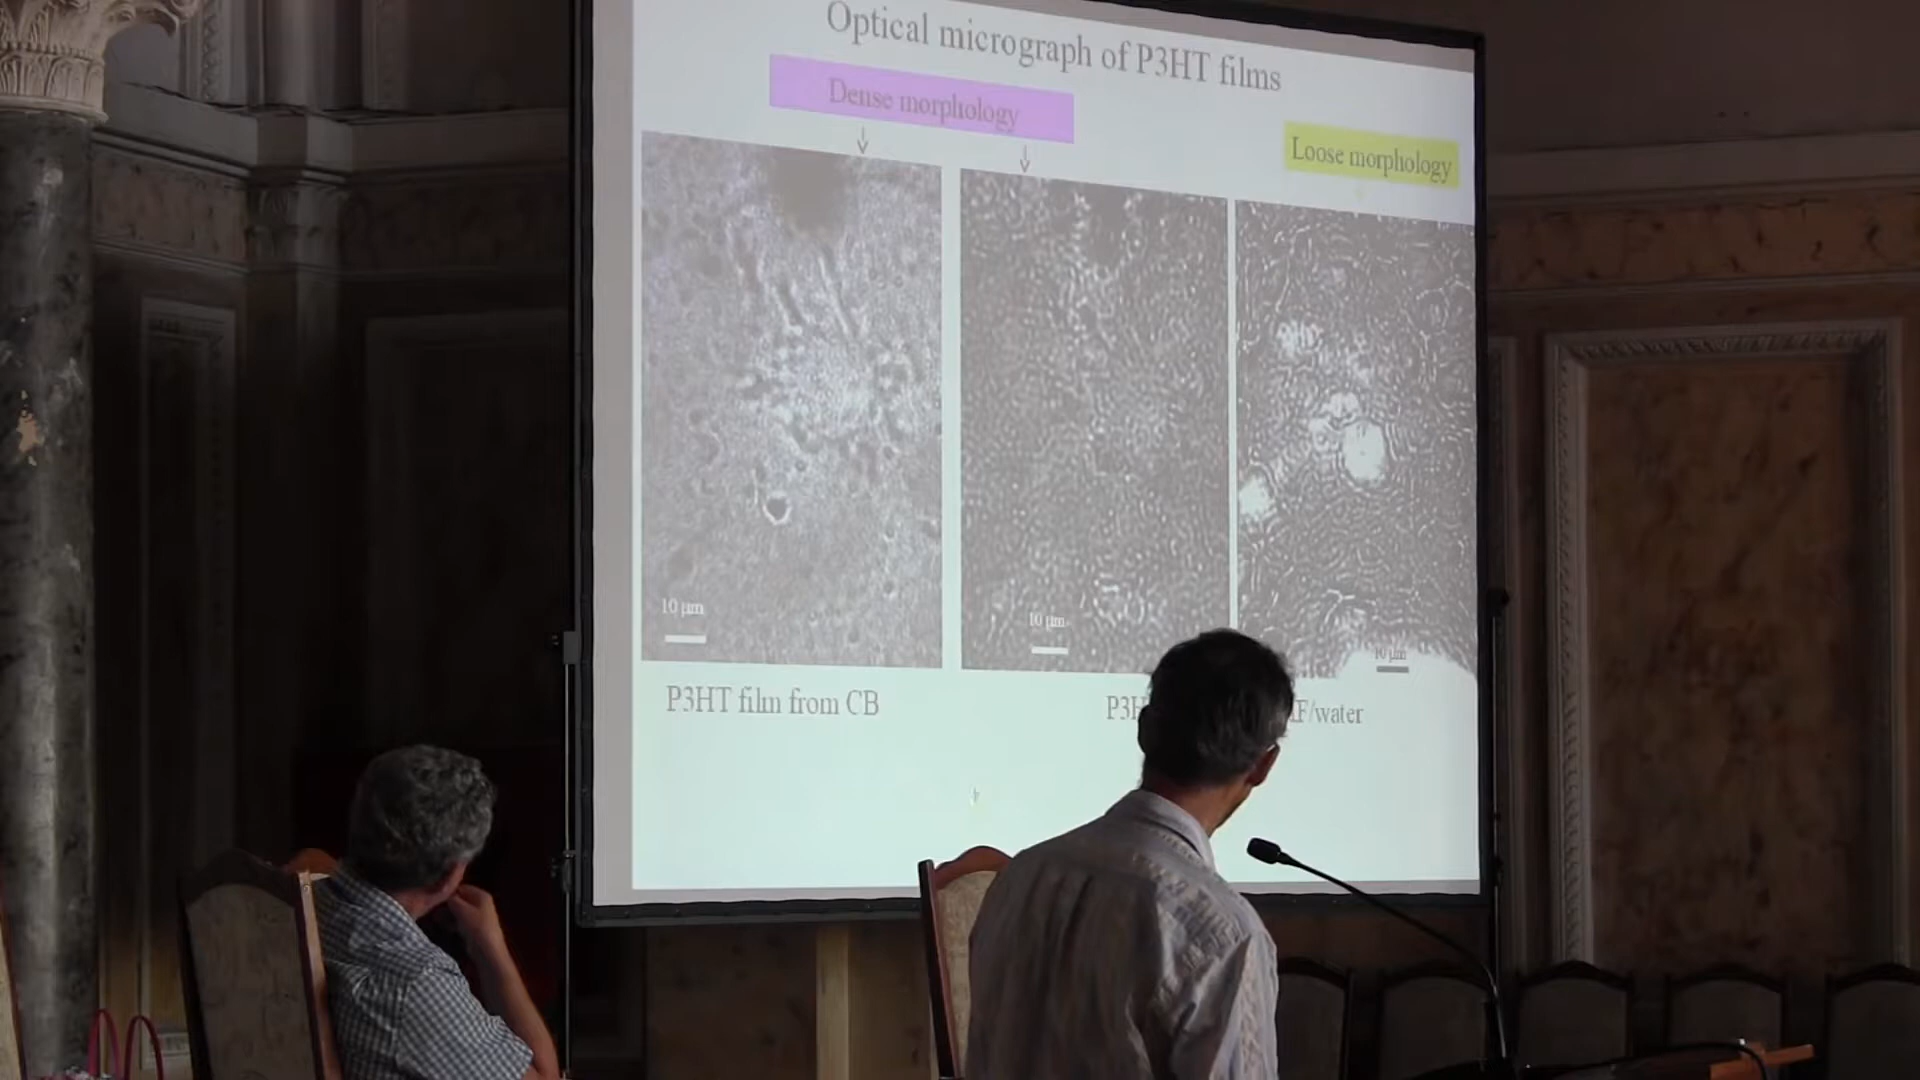 Optical micrograph of P3HT films
Dense morphology
Loose morphology
10 μm
10 μm
10 μm
P3HT film from CB
F/water